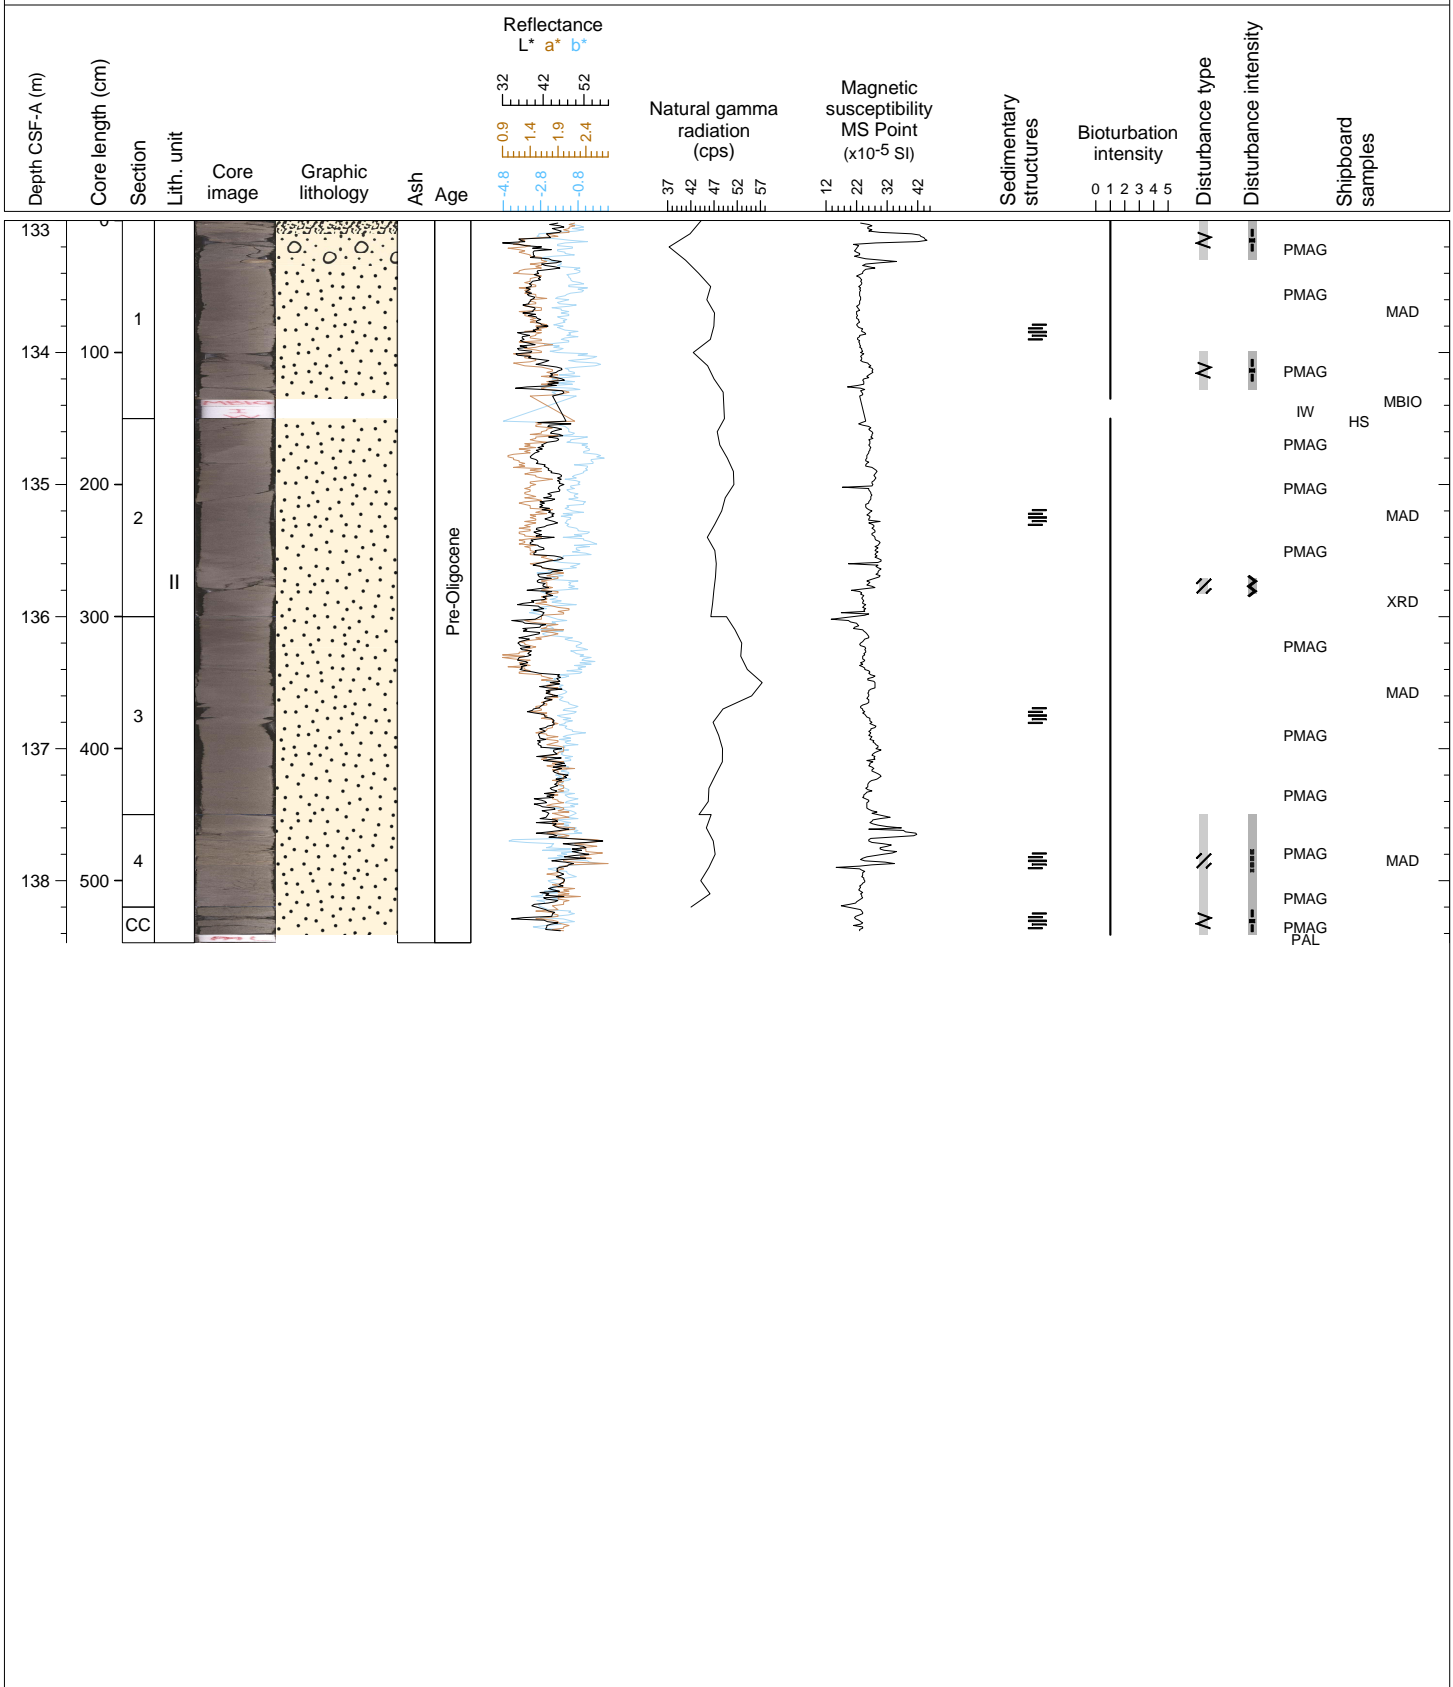 Depth CSF-A (m)
Core length (cm)
Section
Lith. unit
Core
image
Graphic
lithology
Ash
Age
Reflectance
L* a* b*
32 42 52
0.9 1.4 1.9 2.4
-4.8 -2.8 -0.8
Natural gamma
radiation
(cps)
37 42 47 52 57
Magnetic
susceptibility
MS Point
(x10-5 SI)
12 22 32 42
Sedimentary
structures
Bioturbation
intensity
0 1 2 3 4 5
Disturbance type
Disturbance intensity
Shipboard
samples
133 0
PMAG
PMAG
1 MAD
134 100
PMAG
MBIO
MBIO
IW
IW
HS
PMAG
135 200
PMAG
2 MAD
PMAG
II
Pre-Oligocene
XRD
136 300
PMAG
MAD
3
PMAG
137 400
PMAG
PMAG
4 MAD
138 500
PMAG
CC
PMAG
PAL